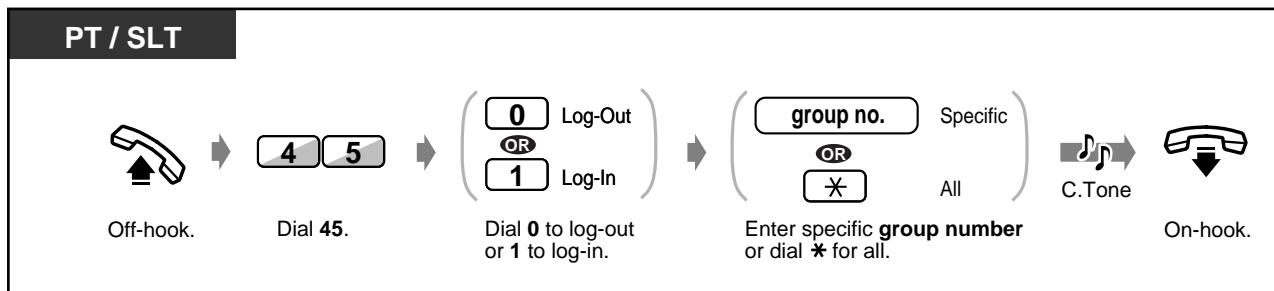 PT / SLT
0 Log-Out
OR
1 Log-In
4 5
group no. Specific
OR
* All
C.Tone
Off-hook.
Dial 45.
Dial 0 to log-out
or 1 to log-in.
Enter specific group number
or dial * for all.
On-hook.